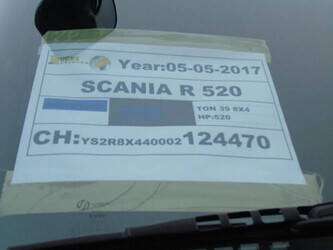 Year:05-05-2017
SCANIA R 520
TON 39 8X4
HP:520
CH:YS2R8X440002124470